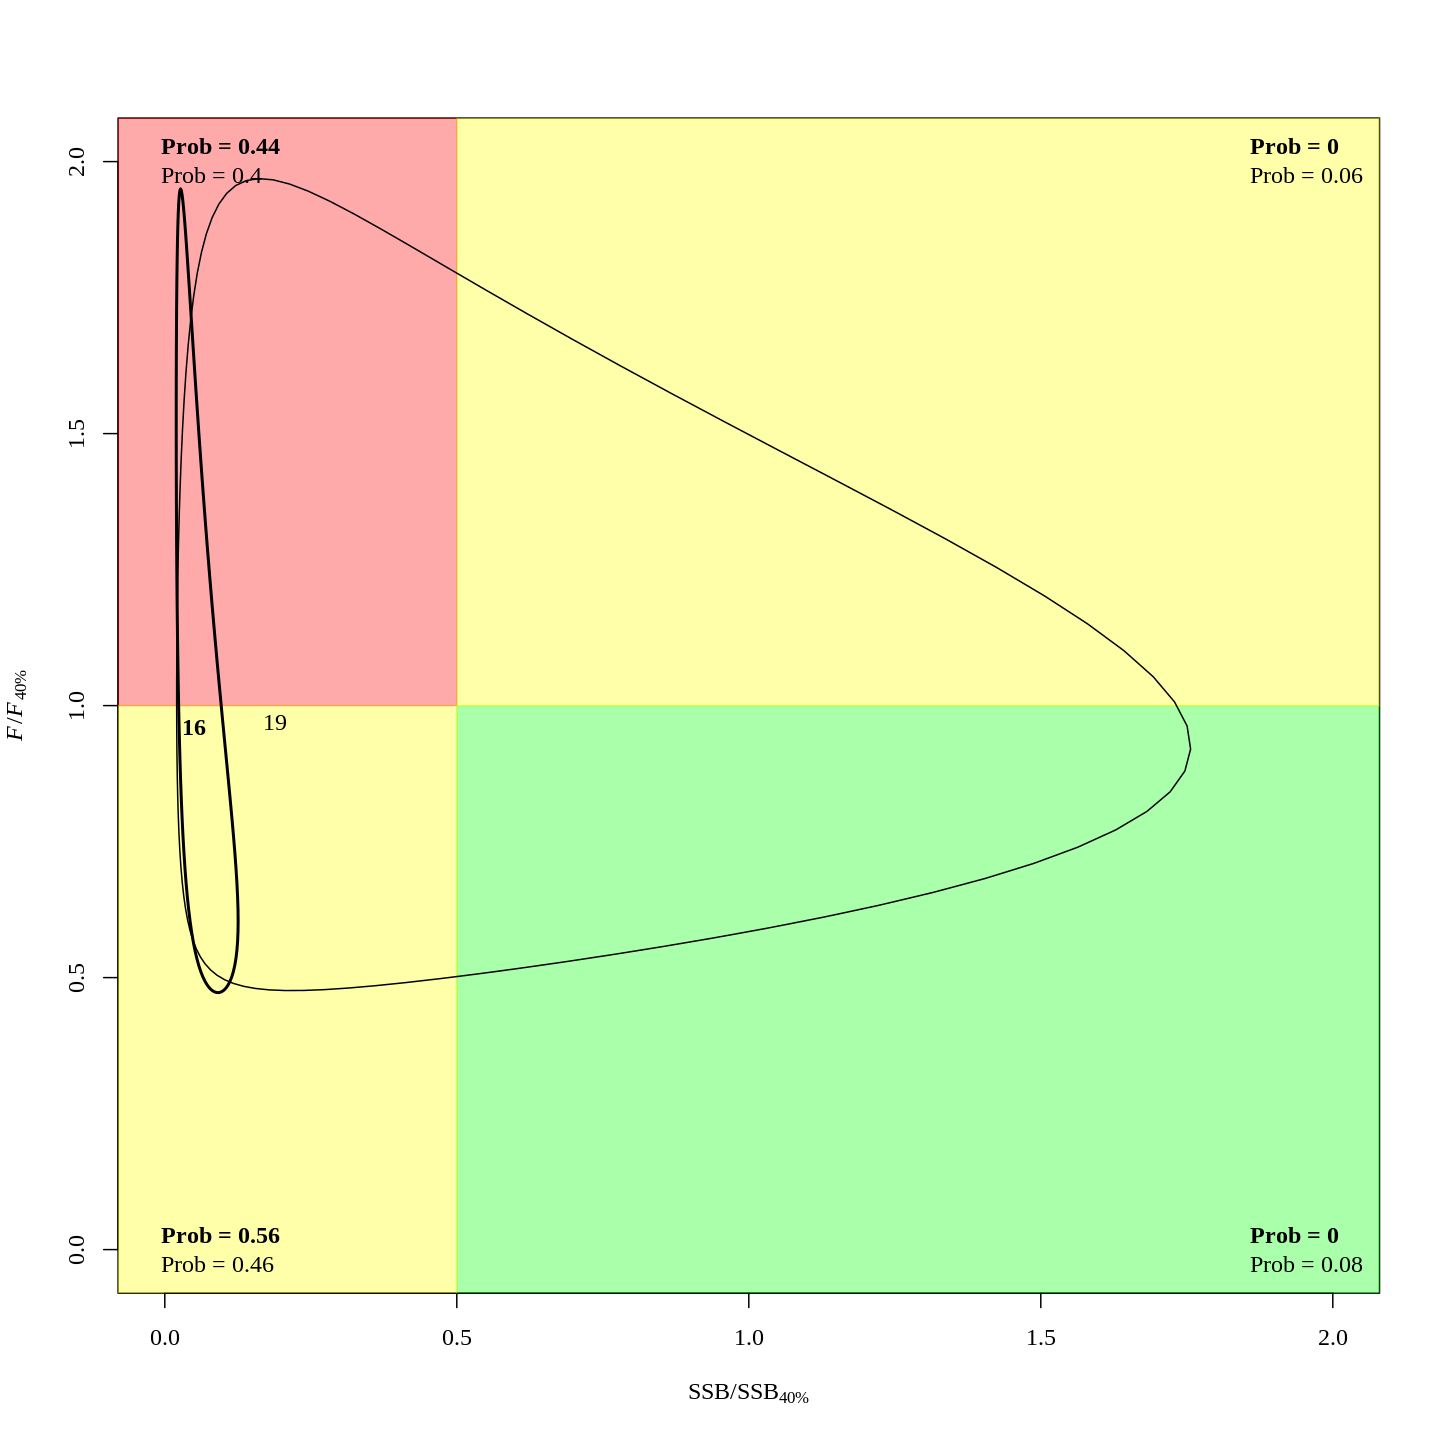 Prob = 0.44
Prob = 0.4
Prob = 0
Prob = 0.06
2.0
1.5
1.0
0.5
0.0
F/F40%
16
19
Prob = 0.56
Prob = 0.46
Prob = 0
Prob = 0.08
0.0 0.5 1.0 1.5 2.0
SSB/SSB40%